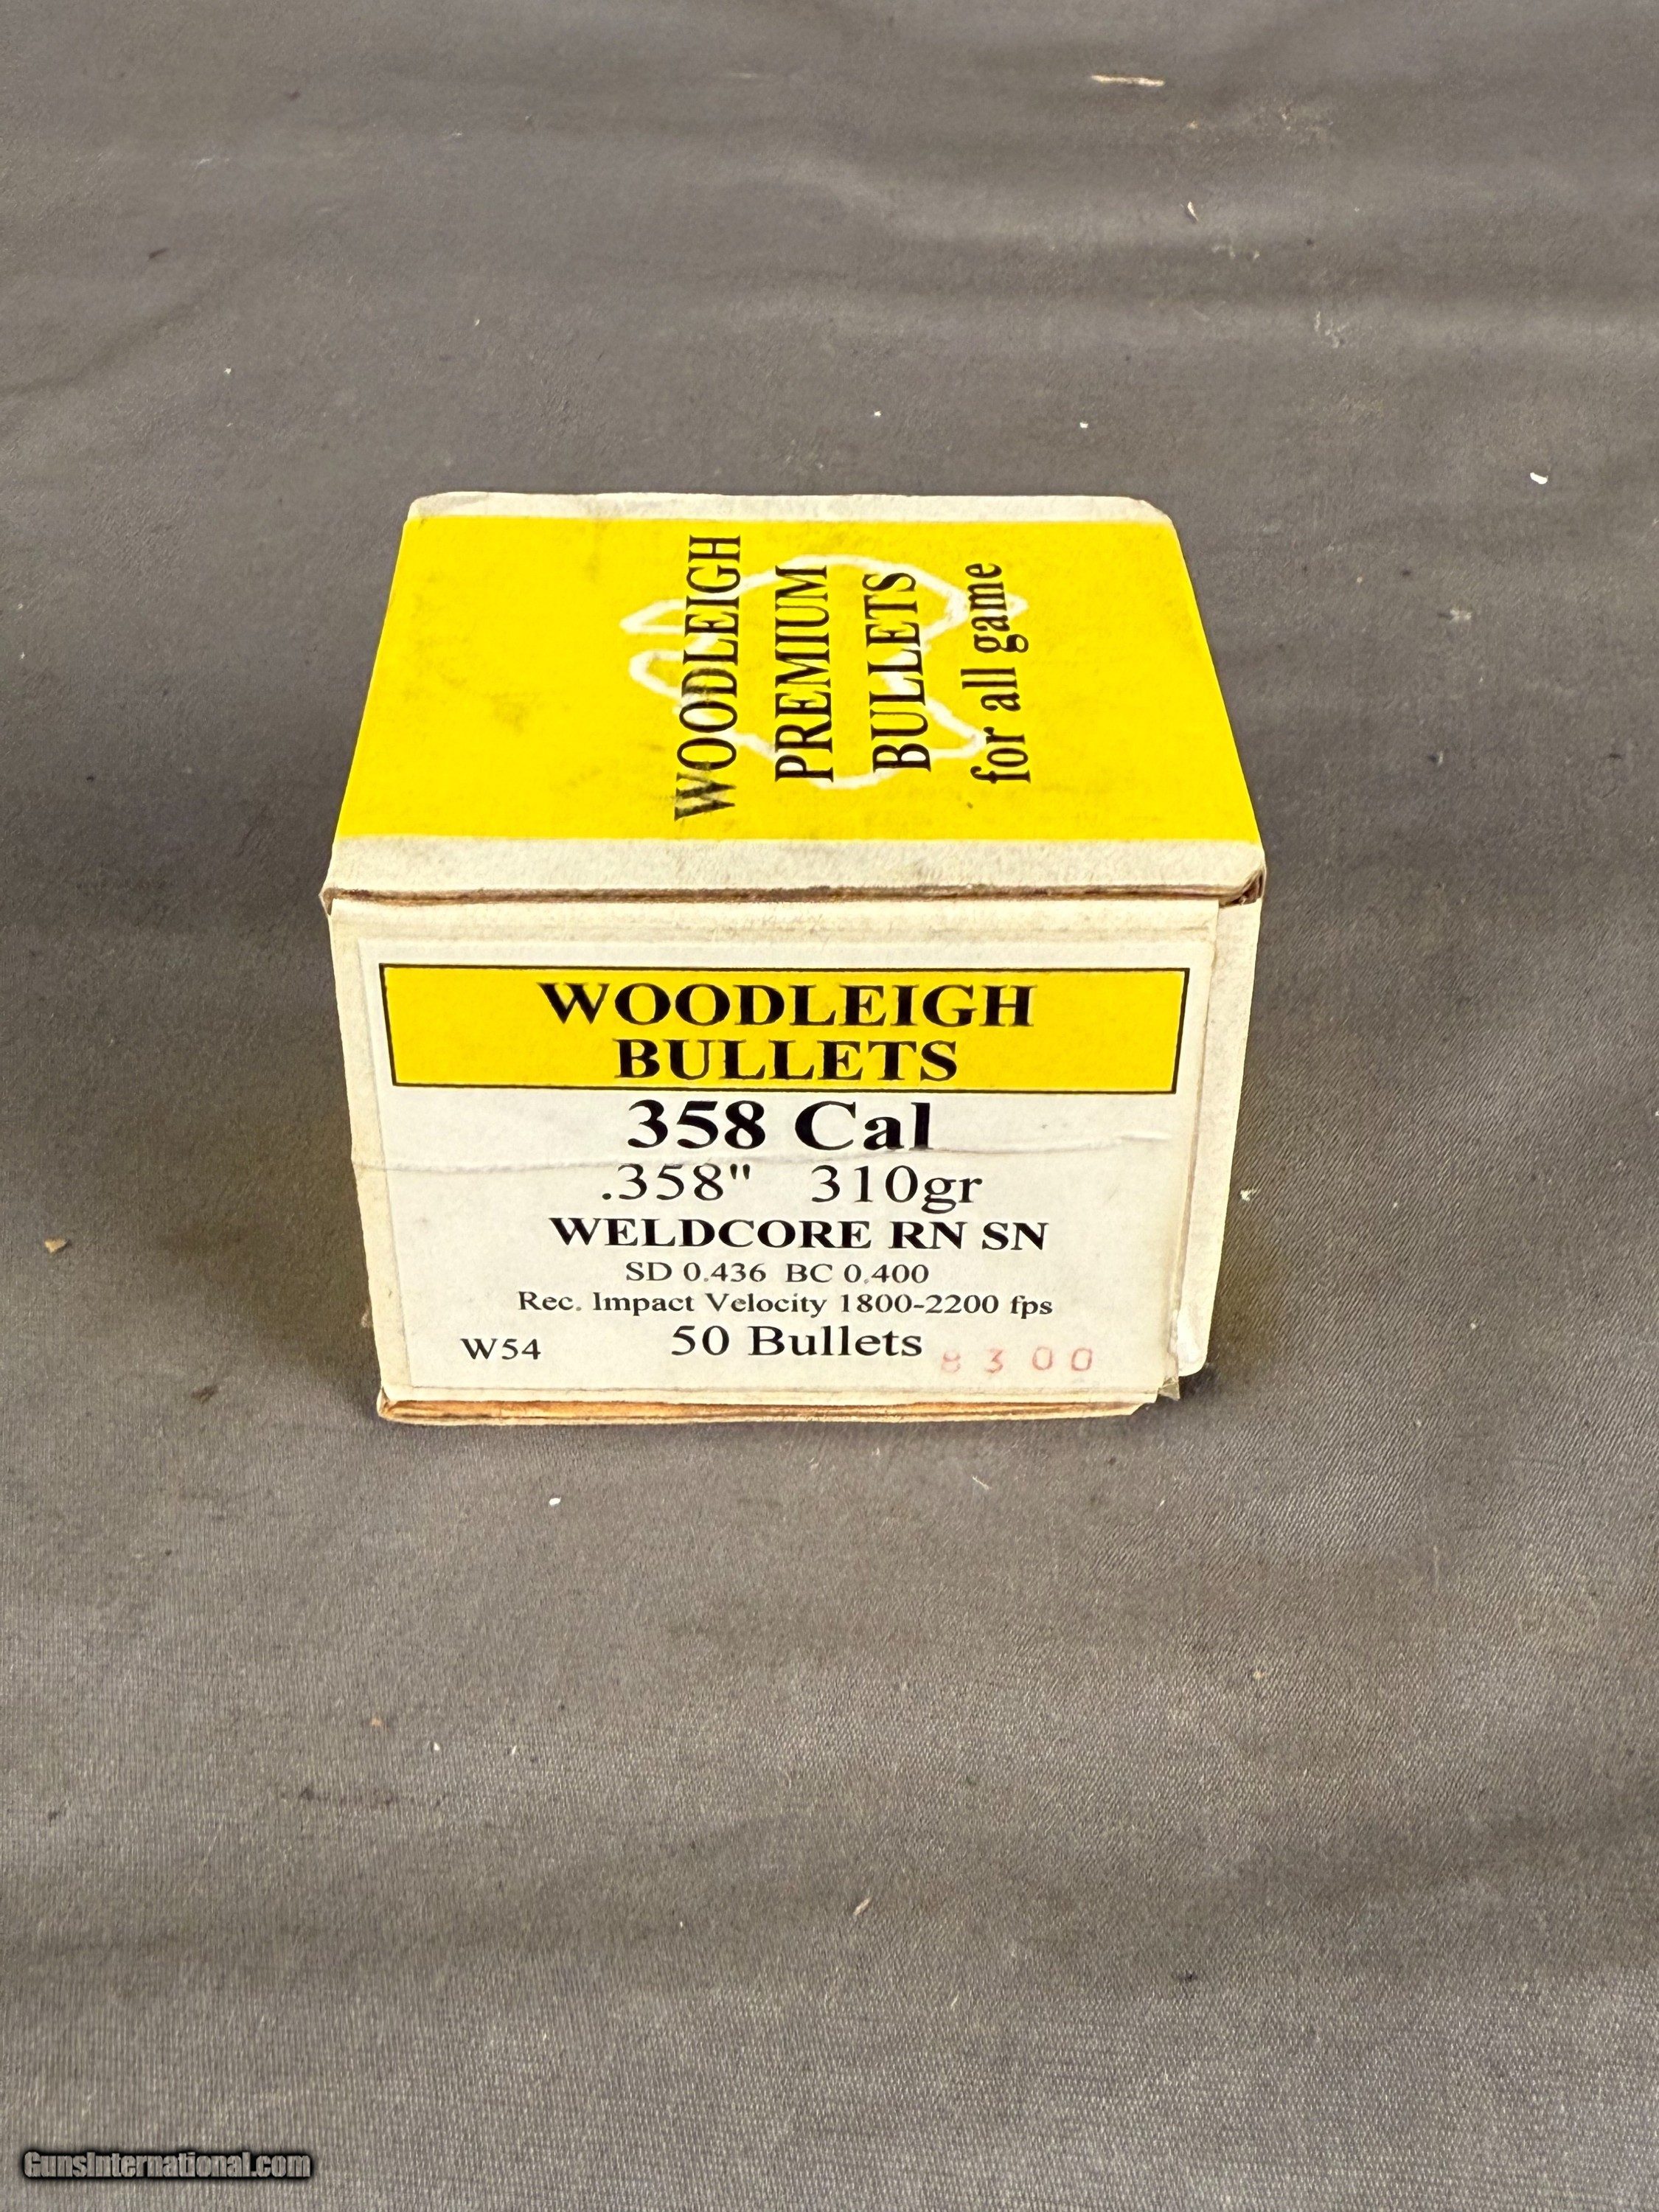 WOODLEIGH
PREMIUM
BULLETS
for all game
WOODLEIGH
BULLETS
358 Cal
.358" 310gr
WELDCORE RN SN
SD 0.436 BC 0.400
Rec. Impact Velocity 1800-2200 fps
W54 50 Bullets 8300
GunsInternational.com